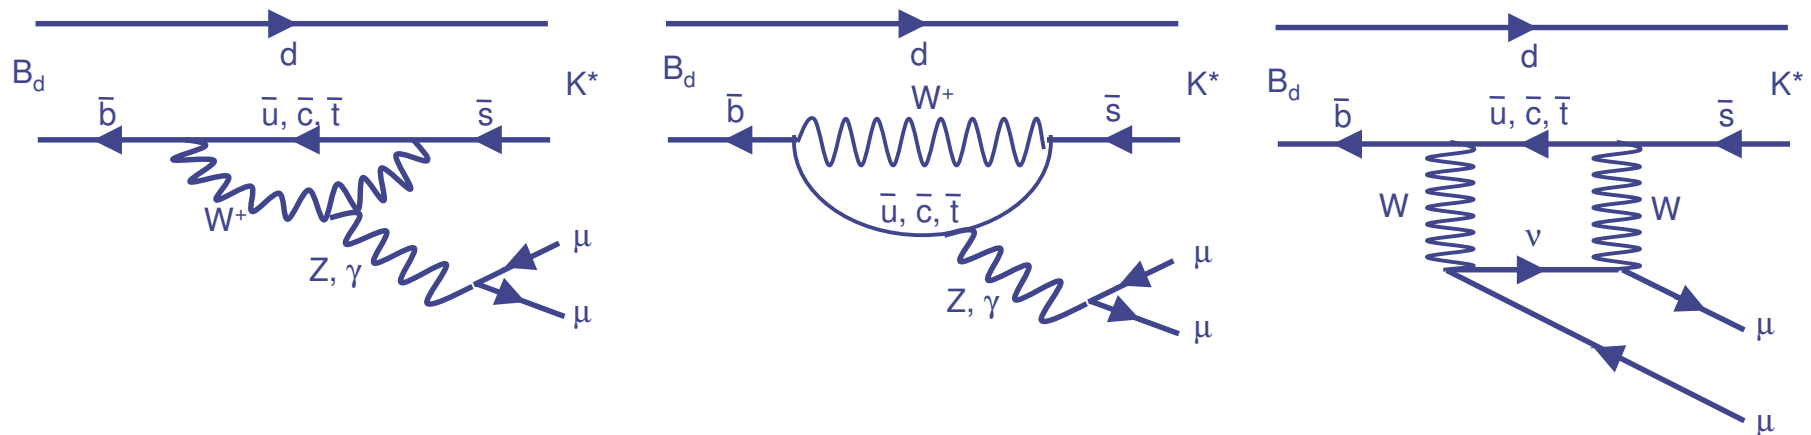 d
B_d
K*
b̄
ū, c̄, t̄
s̄
W⁺
Z, γ
μ
μ
d
B_d
K*
W⁺
b̄
s̄
ū, c̄, t̄
Z, γ
μ
μ
d
B_d
K*
b̄
ū, c̄, t̄
s̄
W
W
ν
μ
μ